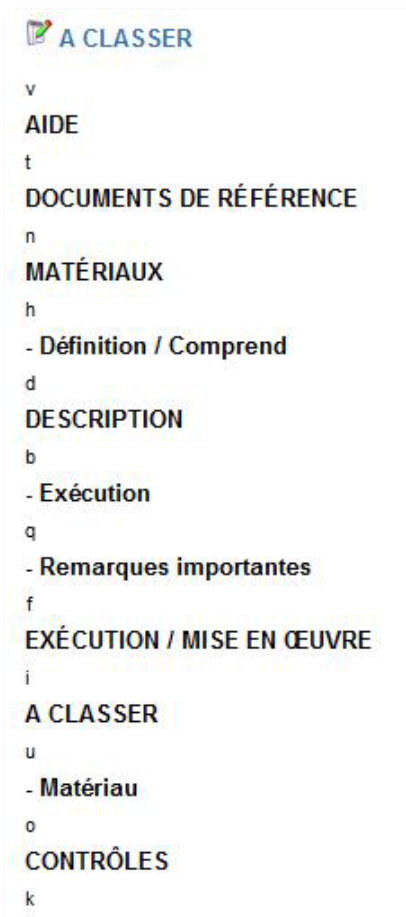 A CLASSER
v
AIDE
t
DOCUMENTS DE RÉFÉRENCE
n
MATÉRIAUX
h
- Définition / Comprend
d
DESCRIPTION
b
- Exécution
q
- Remarques importantes
f
EXÉCUTION / MISE EN ŒUVRE
i
A CLASSER
u
- Matériau
o
CONTRÔLES
k